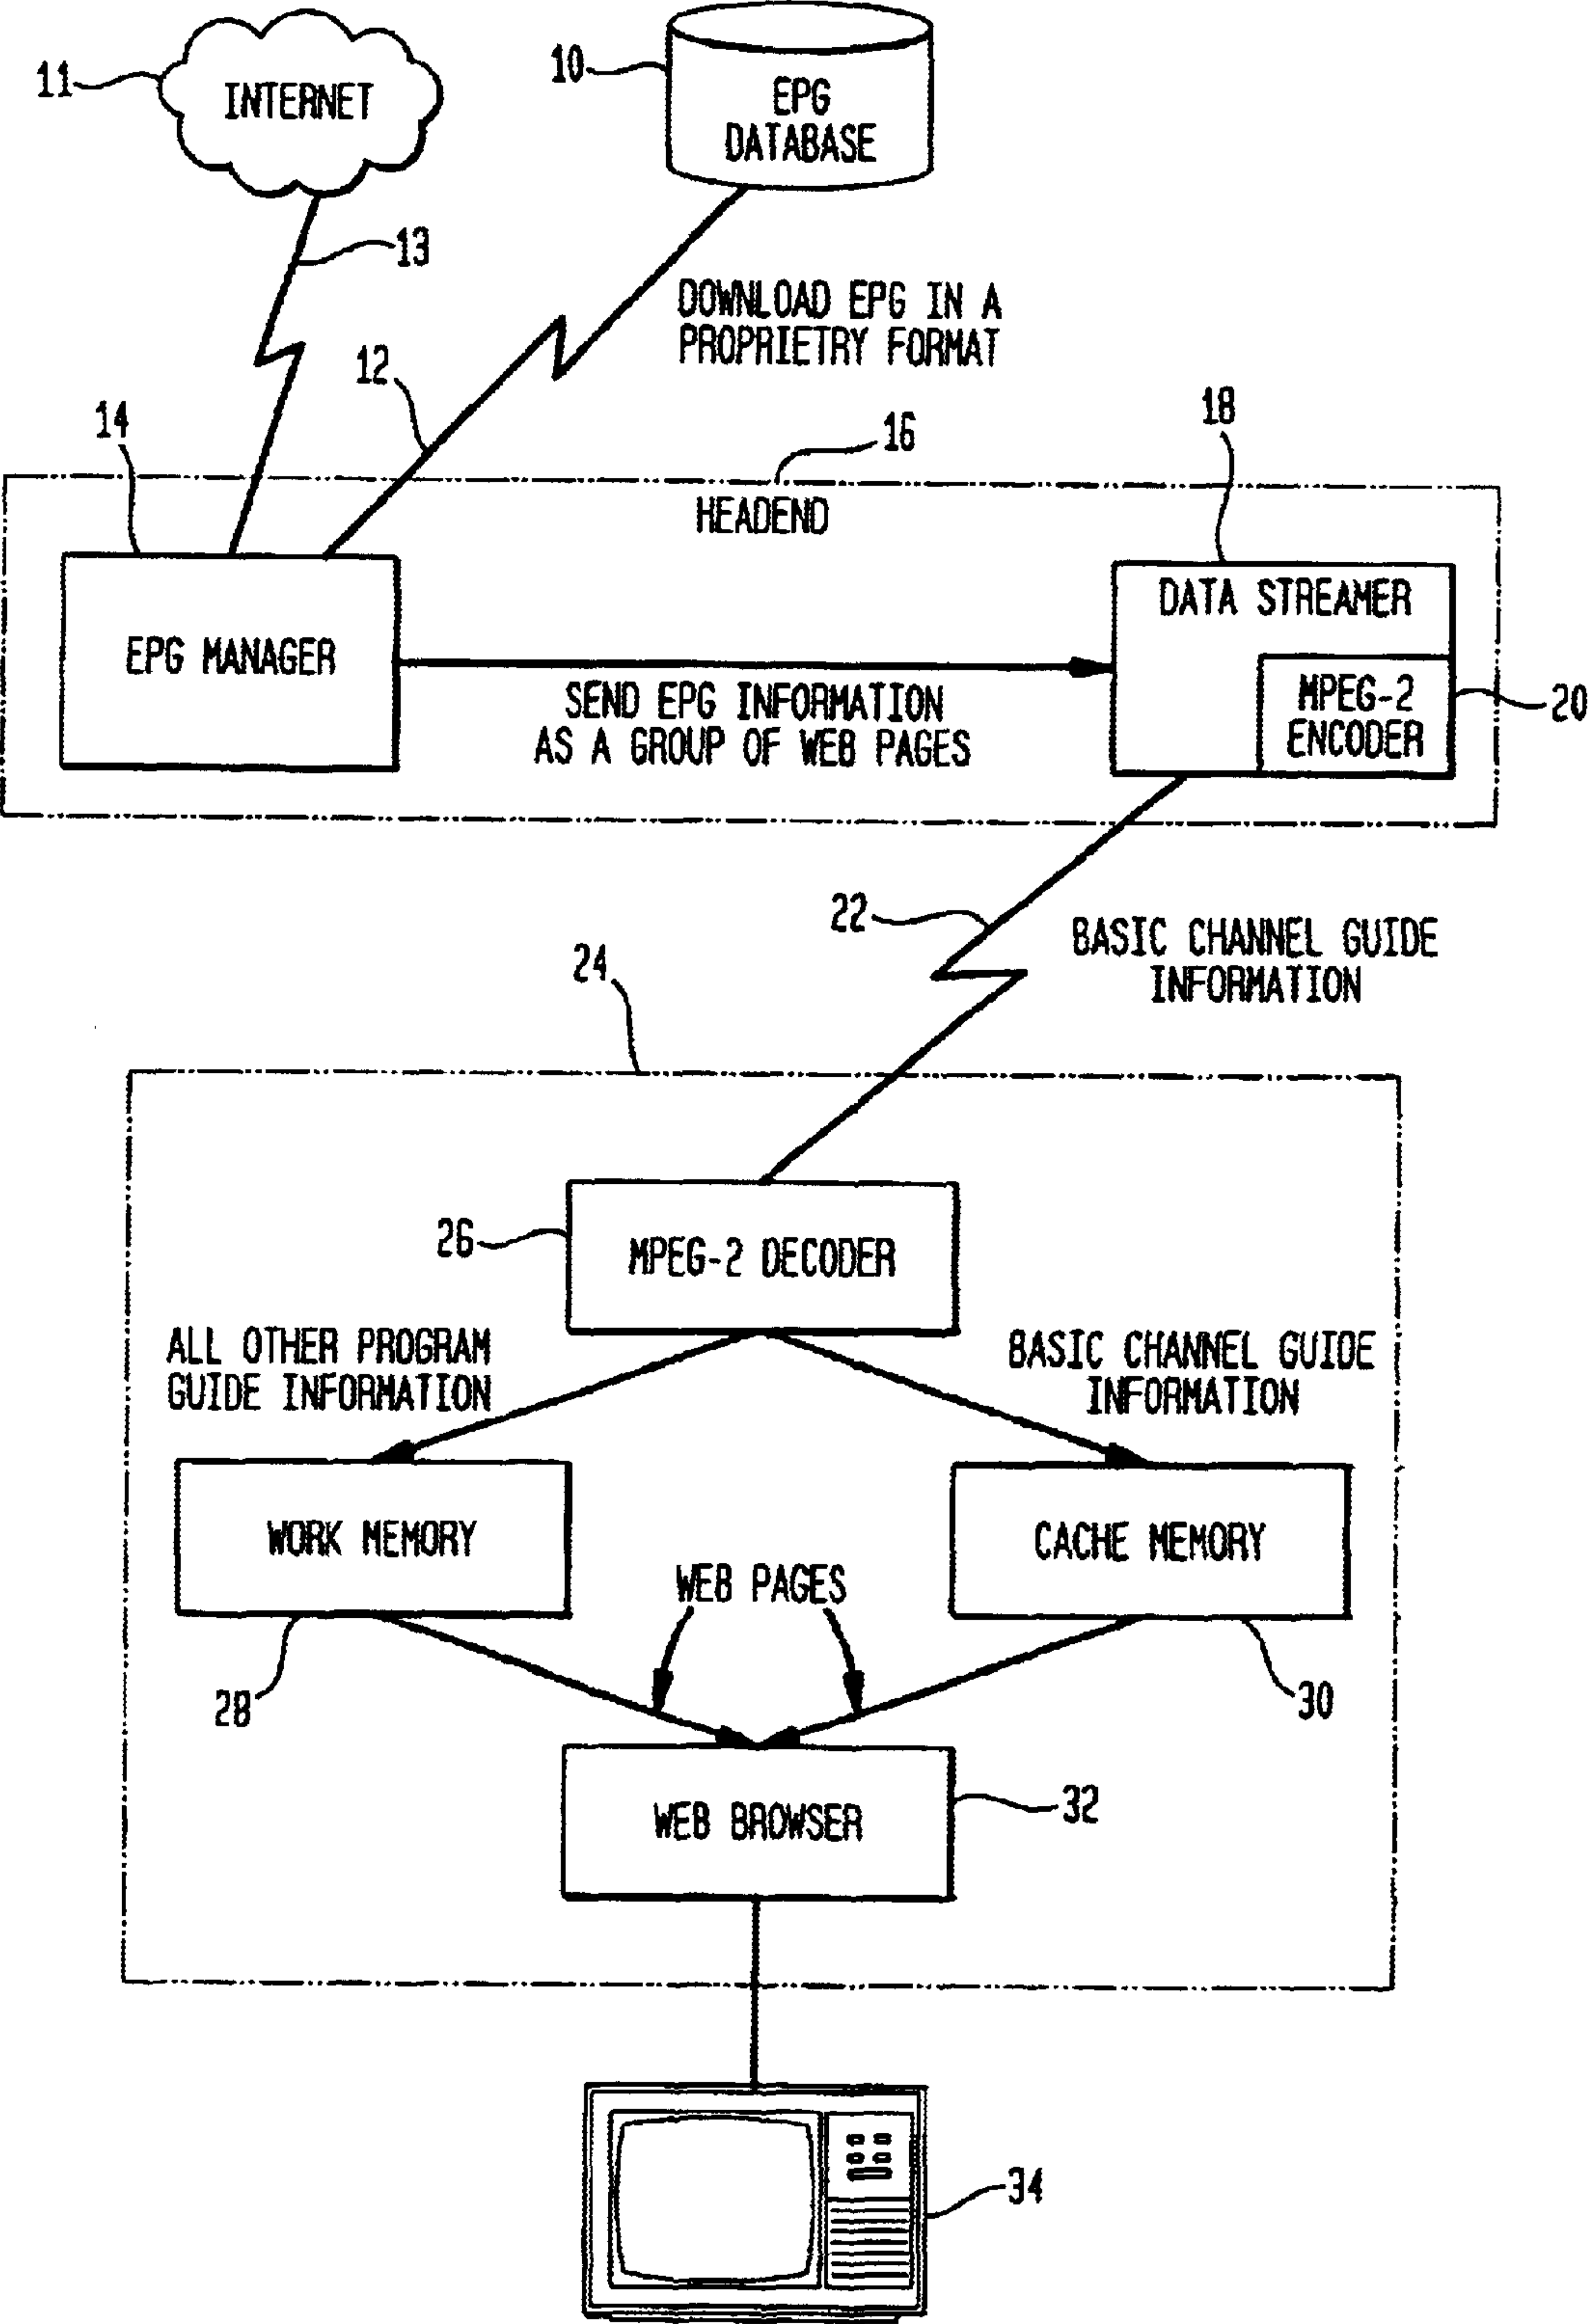 11
INTERNET
10
EPG
DATABASE
13
DOWNLOAD EPG IN A
PROPRIETRY FORMAT
12
14
16
18
HEADEND
EPG MANAGER
DATA STREAMER
SEND EPG INFORMATION
AS A GROUP OF WEB PAGES
MPEG-2
ENCODER
20
22
BASIC CHANNEL GUIDE
INFORMATION
24
26
MPEG-2 DECODER
ALL OTHER PROGRAM
GUIDE INFORMATION
BASIC CHANNEL GUIDE
INFORMATION
WORK MEMORY
CACHE MEMORY
WEB PAGES
28
30
WEB BROWSER
32
34